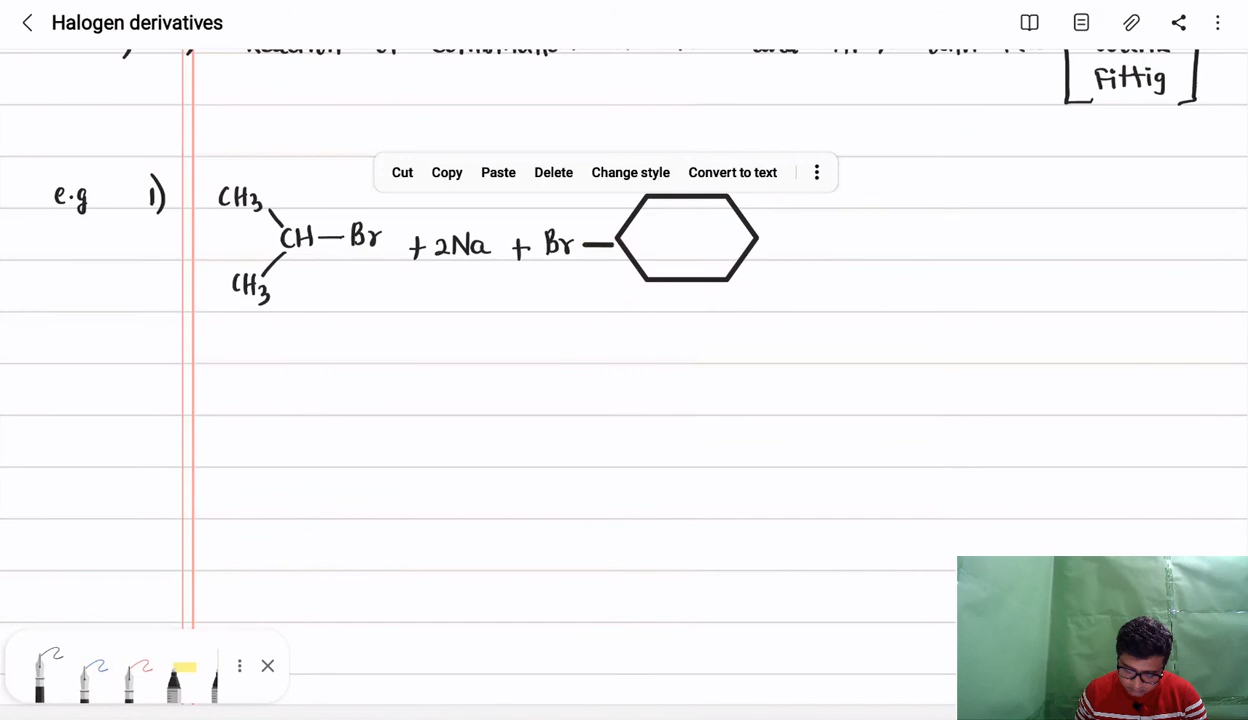 Halogen derivatives
Fittig
Cut Copy Paste Delete Change style Convert to text
e.g 1) CH3
CH—Br + 2Na + Br—
CH3